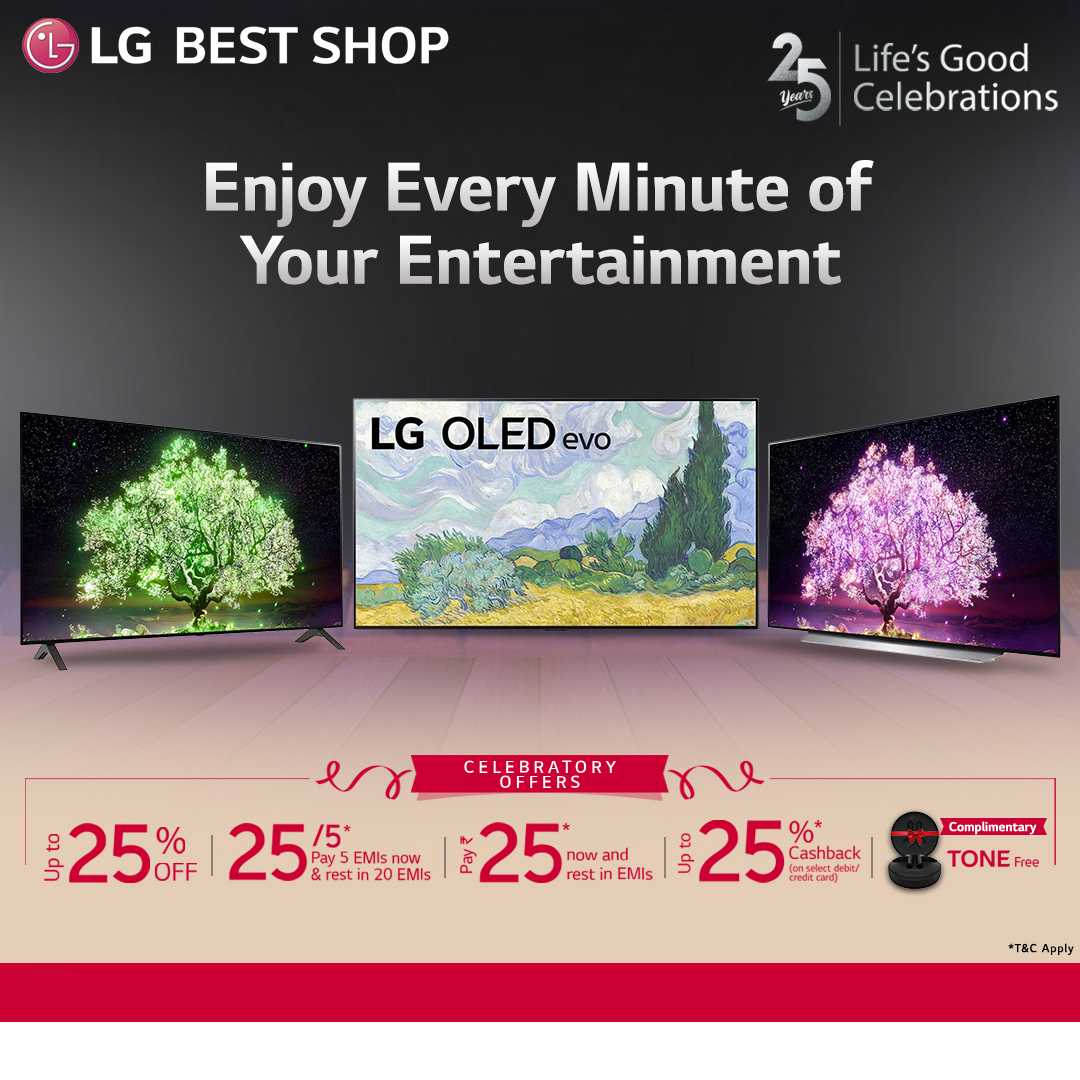 LG BEST SHOP
25 Years
Life's Good
Celebrations
Enjoy Every Minute of
Your Entertainment
LG OLED evo
CELEBRATORY
OFFERS
Up to 25% OFF
25/5*
Pay 5 EMIs now
& rest in 20 EMIs
Pay ₹ 25*
now and
rest in EMIs
Up to 25%*
Cashback
(on select debit/
credit card)
Complimentary
TONE Free
*T&C Apply